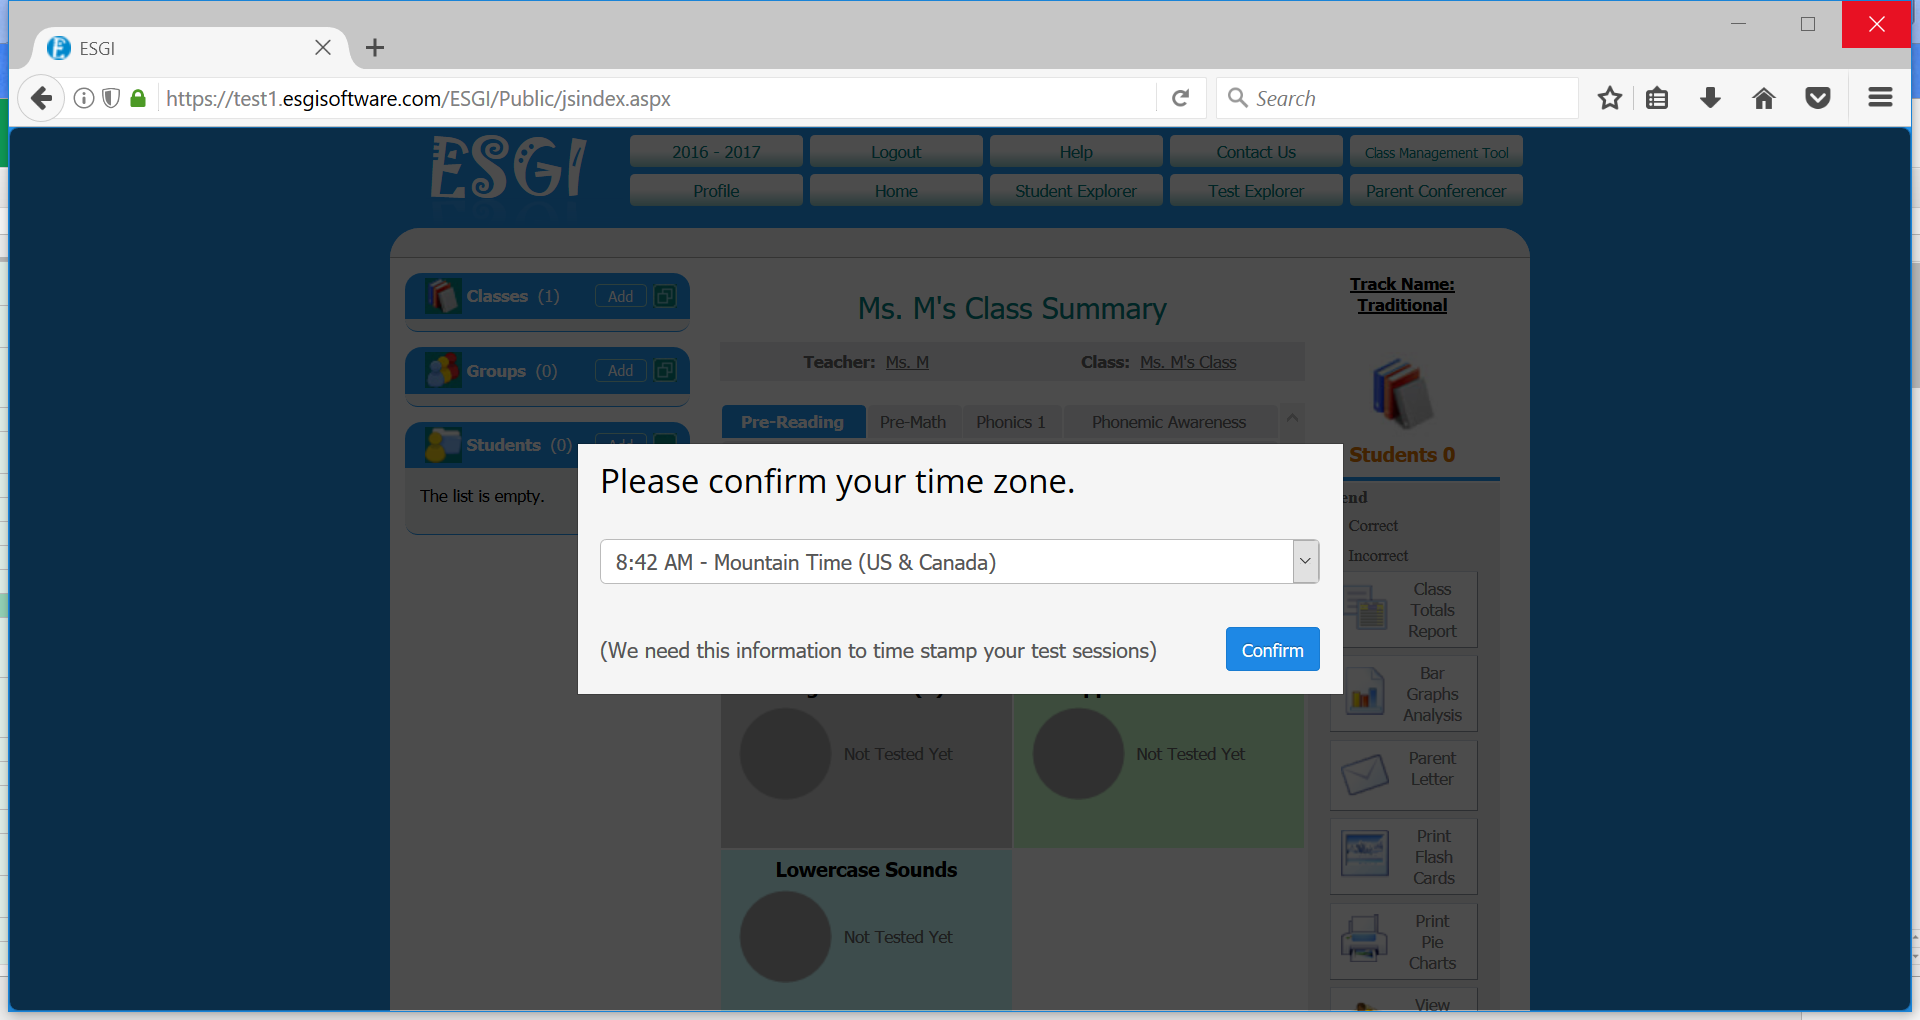 ESGI
https://test1.esgisoftware.com/ESGI/Public/jsindex.aspx
Search
ESGI
2016 - 2017
Logout
Help
Contact Us
Class Management Tool
Profile
Home
Student Explorer
Test Explorer
Parent Conferencer
Classes (1)
Add
Groups (0)
Add
Students (0)
Add
The list is empty.
Ms. M's Class Summary
Teacher: Ms. M
Class: Ms. M's Class
Pre-Reading
Pre-Math
Phonics 1
Phonemic Awareness
Track Name:
Traditional
Students 0
Correct
Incorrect
Please confirm your time zone.
8:42 AM - Mountain Time (US & Canada)
(We need this information to time stamp your test sessions)
Confirm
Not Tested Yet
Not Tested Yet
Lowercase Sounds
Not Tested Yet
Class
Totals
Report
Bar
Graphs
Analysis
Parent
Letter
Print
Flash
Cards
Print
Pie
Charts
View